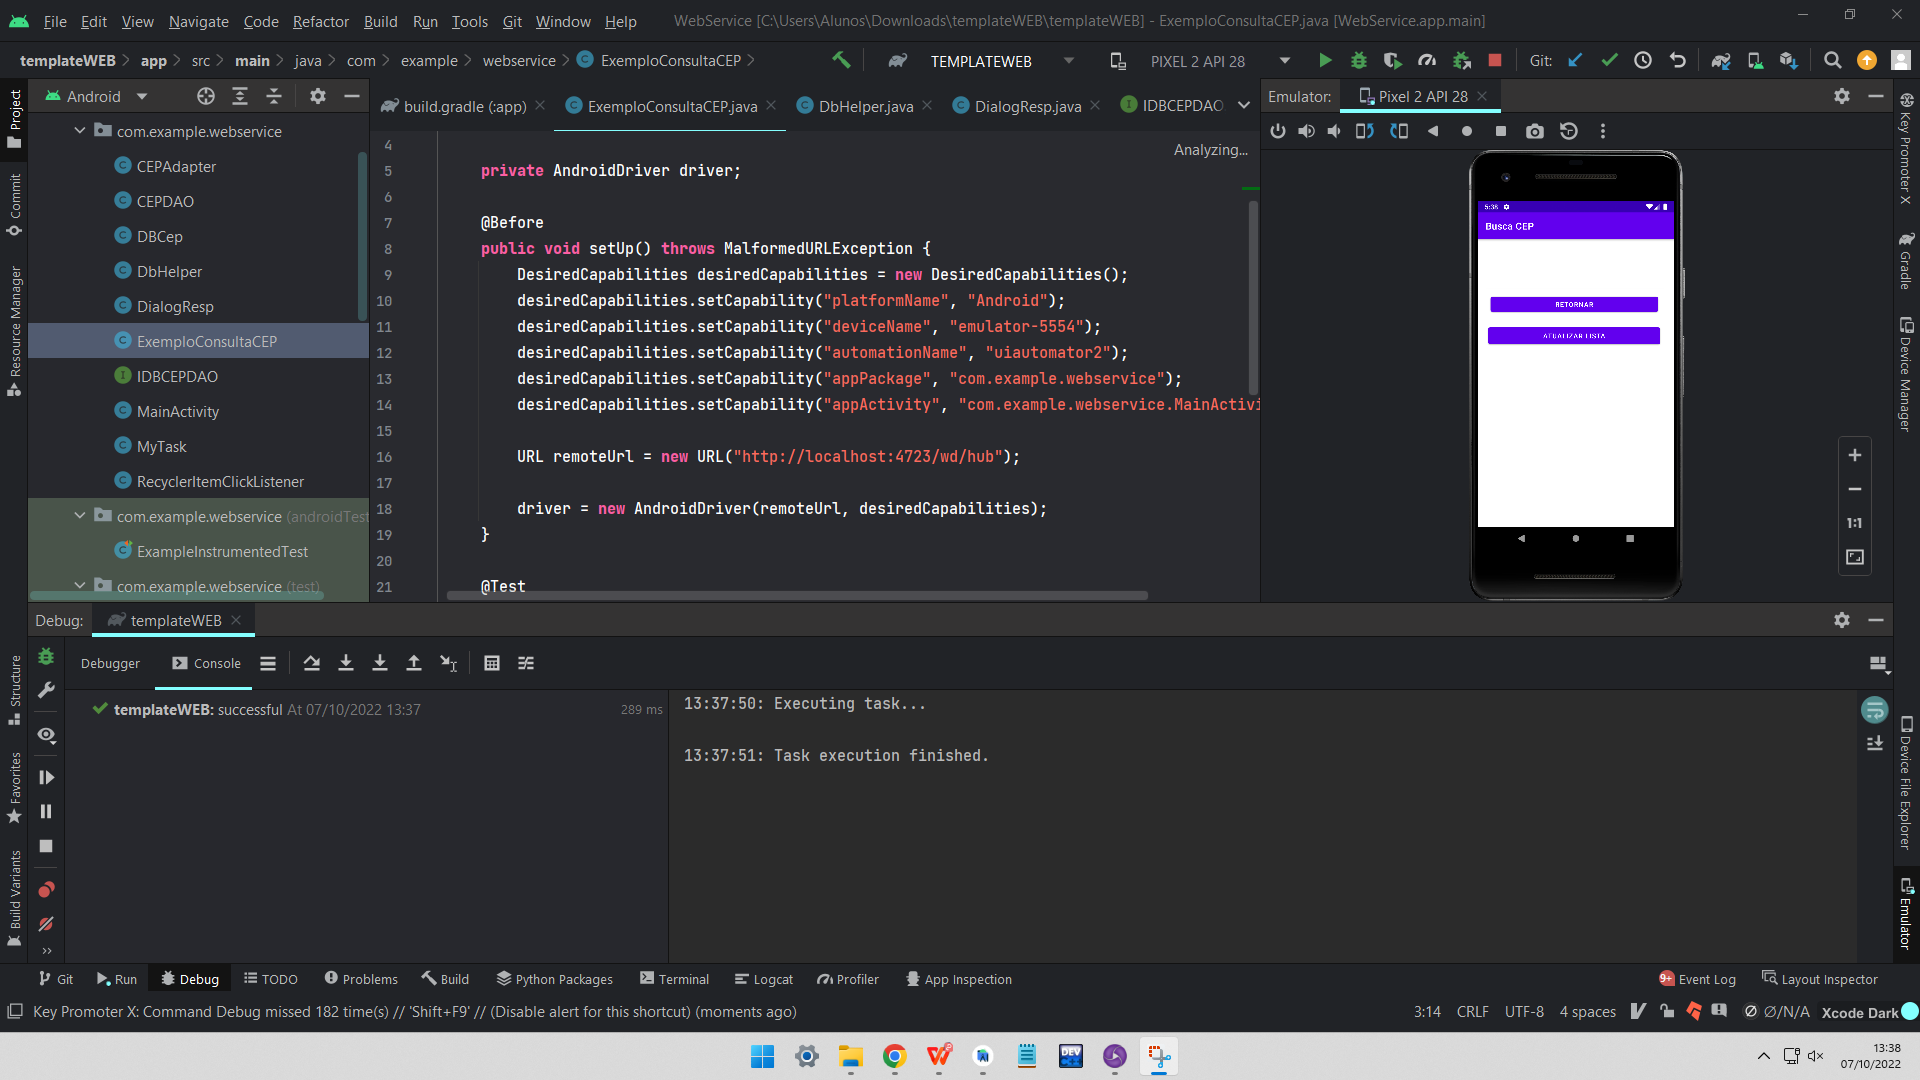 File Edit View Navigate Code Refactor Build Run Tools Git Window Help WebService [C:\Users\Alunos\Downloads\templateWEB\templateWEB] - ExemploConsultaCEP.java [WebService.app.main]
templateWEB app src main java com example webservice ExemploConsultaCEP TEMPLATEWEB PIXEL 2 API 28 Git:
Project
Commit
Resource Manager
Structure
Favorites
Build Variants
Android
com.example.webservice
CEPAdapter
CEPDAO
DBCep
DbHelper
DialogResp
ExemploConsultaCEP
IDBCEPDAO
MainActivity
MyTask
RecyclerItemClickListener
com.example.webservice (androidTest
ExampleInstrumentedTest
com.example.webservice (test)
build.gradle (:app) ExemploConsultaCEP.java DbHelper.java DialogResp.java IDBCEPDAO
Analyzing...
4
5 private AndroidDriver driver;
6
7 @Before
8 public void setUp() throws MalformedURLException {
9 DesiredCapabilities desiredCapabilities = new DesiredCapabilities();
10 desiredCapabilities.setCapability("platformName", "Android");
11 desiredCapabilities.setCapability("deviceName", "emulator-5554");
12 desiredCapabilities.setCapability("automationName", "uiautomator2");
13 desiredCapabilities.setCapability("appPackage", "com.example.webservice");
14 desiredCapabilities.setCapability("appActivity", "com.example.webservice.MainActivi
15
16 URL remoteUrl = new URL("http://localhost:4723/wd/hub");
17
18 driver = new AndroidDriver(remoteUrl, desiredCapabilities);
19 }
20
21 @Test
Emulator: Pixel 2 API 28
5:38
Busca CEP
RETORNAR
ATUALIZAR LISTA
1:1
Key Promoter X
Gradle
Device Manager
Device File Explorer
Emulator
Debug: templateWEB
Debugger Console
templateWEB: successful At 07/10/2022 13:37 289 ms
13:37:50: Executing task...
13:37:51: Task execution finished.
Git Run Debug TODO Problems Build Python Packages Terminal Logcat Profiler App Inspection 9+ Event Log Layout Inspector
Key Promoter X: Command Debug missed 182 time(s) // 'Shift+F9' // (Disable alert for this shortcut) (moments ago) 3:14 CRLF UTF-8 4 spaces Ø/N/A Xcode Dark
DEV
13:38
07/10/2022